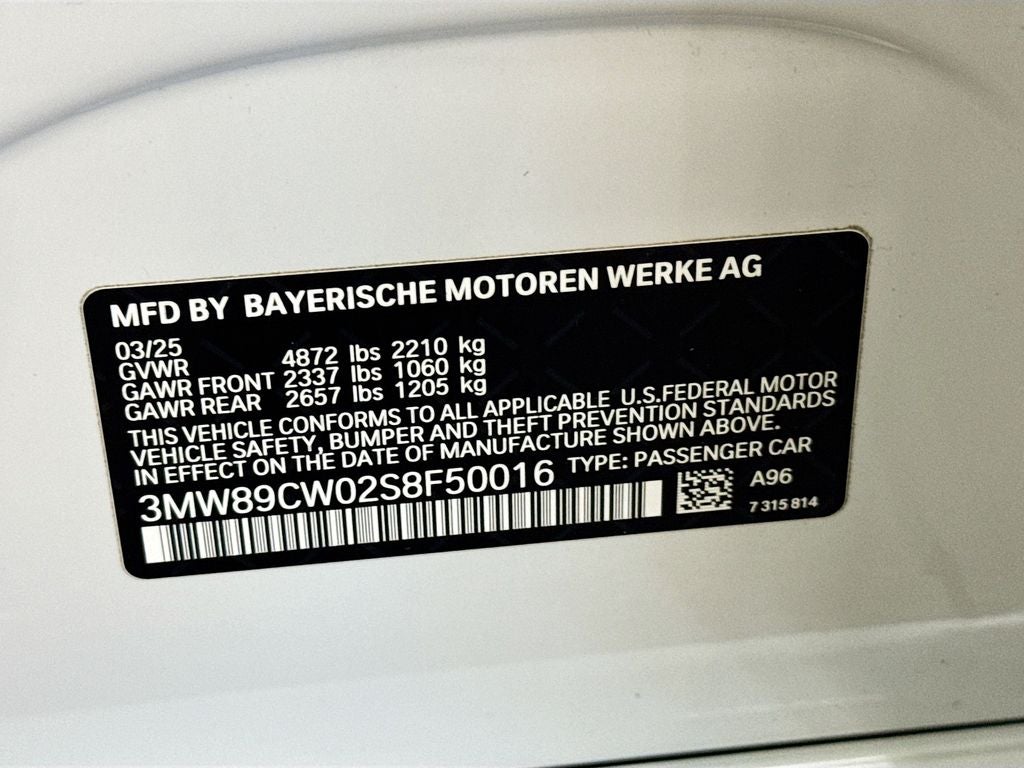 MFD BY BAYERISCHE MOTOREN WERKE AG
03/25
GVWR 4872 lbs 2210 kg
GAWR FRONT 2337 lbs 1060 kg
GAWR REAR 2657 lbs 1205 kg
THIS VEHICLE CONFORMS TO ALL APPLICABLE U.S.FEDERAL MOTOR
VEHICLE SAFETY, BUMPER AND THEFT PREVENTION STANDARDS
IN EFFECT ON THE DATE OF MANUFACTURE SHOWN ABOVE.
3MW89CW02S8F50016 TYPE: PASSENGER CAR
A96
7 315 814